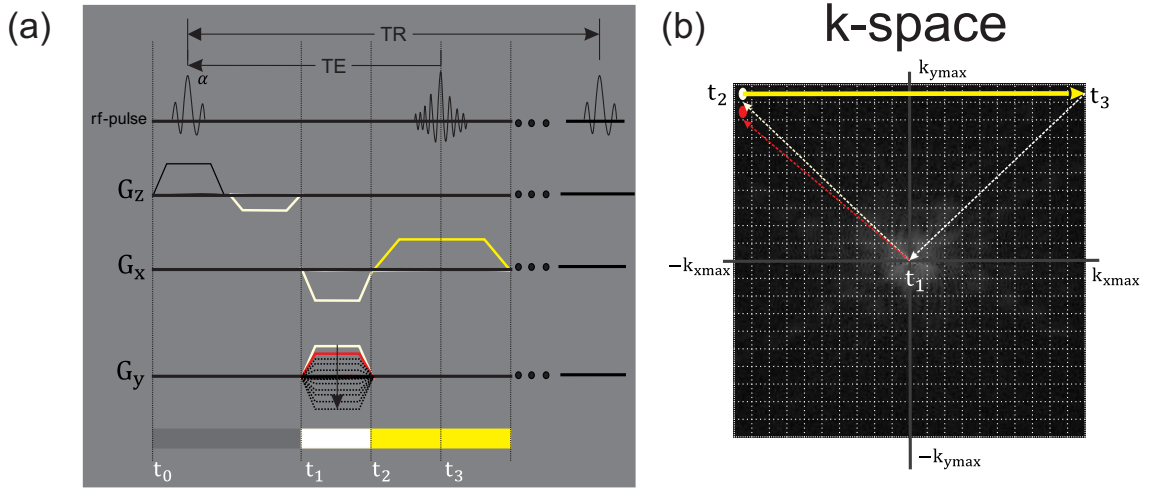 (a)
TR
TE
α
rf-pulse
G_z
G_x
G_y
t_0
t_1
t_2
t_3
(b)
k-space
k_ymax
t_2
t_3
−k_xmax
t_1
k_xmax
−k_ymax